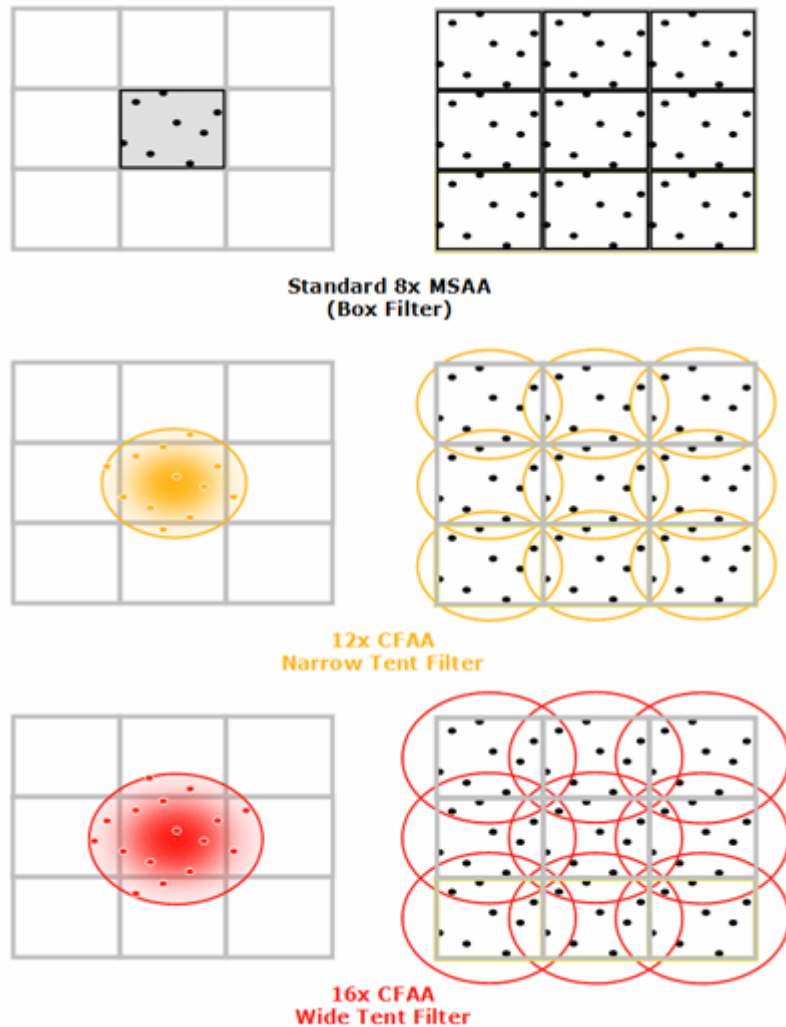 Standard 8x MSAA
(Box Filter)
12x CFAA
Narrow Tent Filter
16x CFAA
Wide Tent Filter